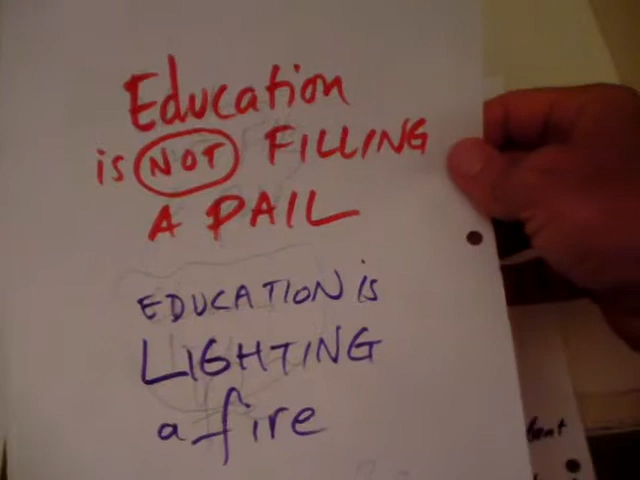 Education
is NOT FILLING
A PAIL
EDUCATION is
LIGHTING
a fire